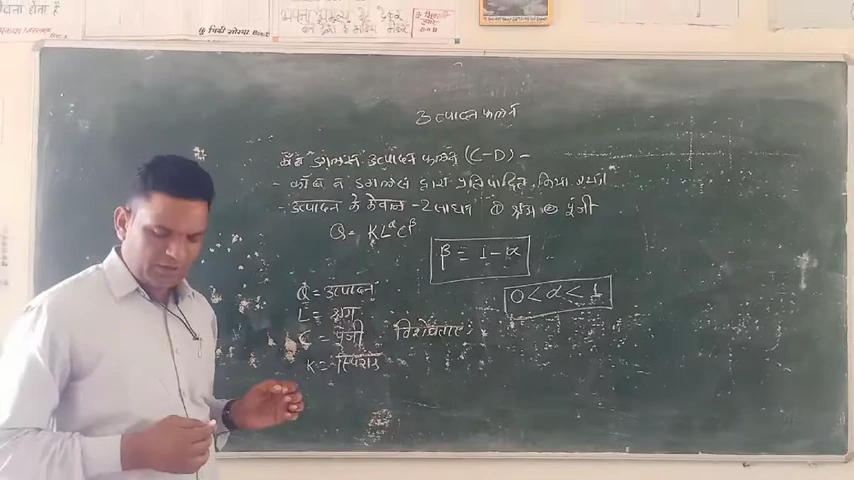 उत्पादन फलन
कॉब डगलस उत्पादन फलन (C-D) -
- कॉब व डगलस द्वारा प्रतिपादित किया गया।
- उत्पादन के केवल - 2 साधन ① श्रम ② पूंजी
Q = KL^α C^β
β = 1 - α
0 < α < 1
Q = उत्पादन
L = श्रम
C = पूंजी
विशेषताए:
K = स्थिरांक